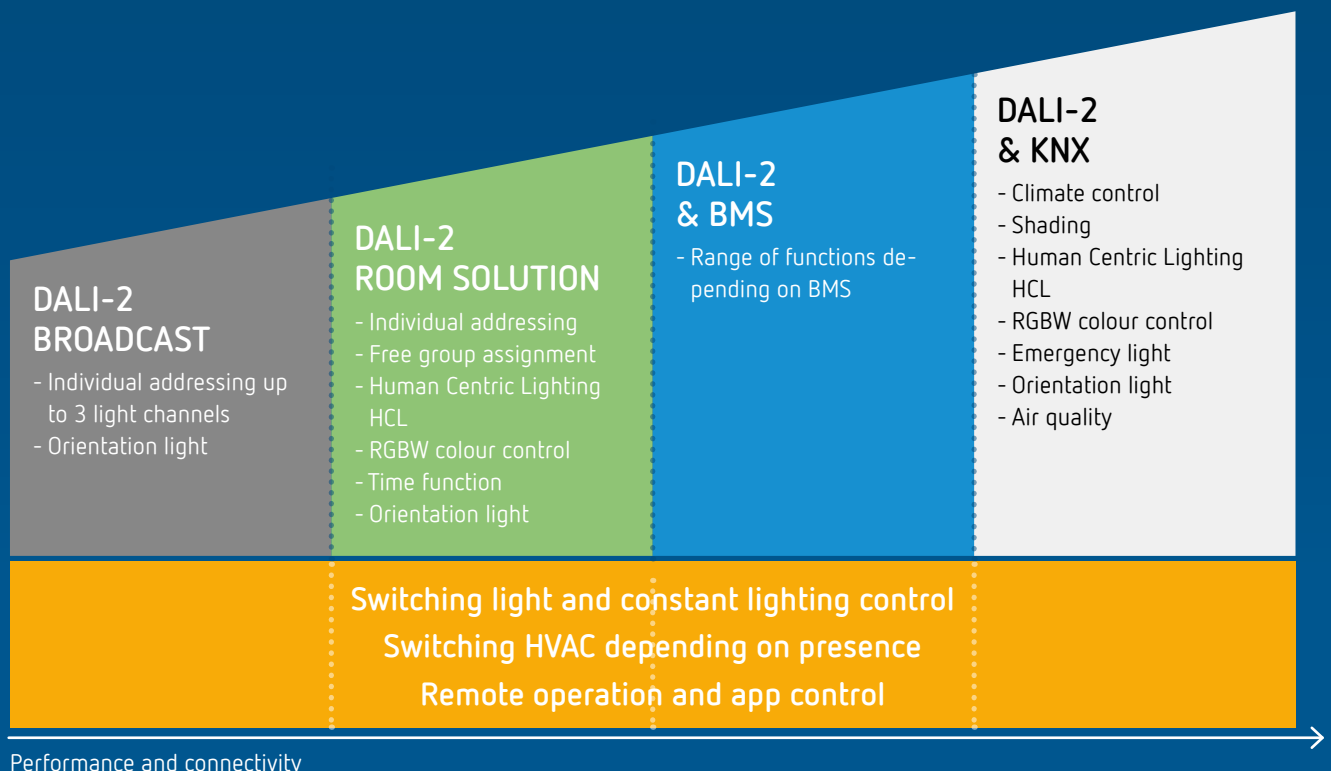 DALI-2
BROADCAST
- Individual addressing up
to 3 light channels
- Orientation light
DALI-2
ROOM SOLUTION
- Individual addressing
- Free group assignment
- Human Centric Lighting
HCL
- RGBW colour control
- Time function
- Orientation light
DALI-2
& BMS
- Range of functions de-
pending on BMS
DALI-2
& KNX
- Climate control
- Shading
- Human Centric Lighting
HCL
- RGBW colour control
- Emergency light
- Orientation light
- Air quality
Switching light and constant lighting control
Switching HVAC depending on presence
Remote operation and app control
Performance and connectivity